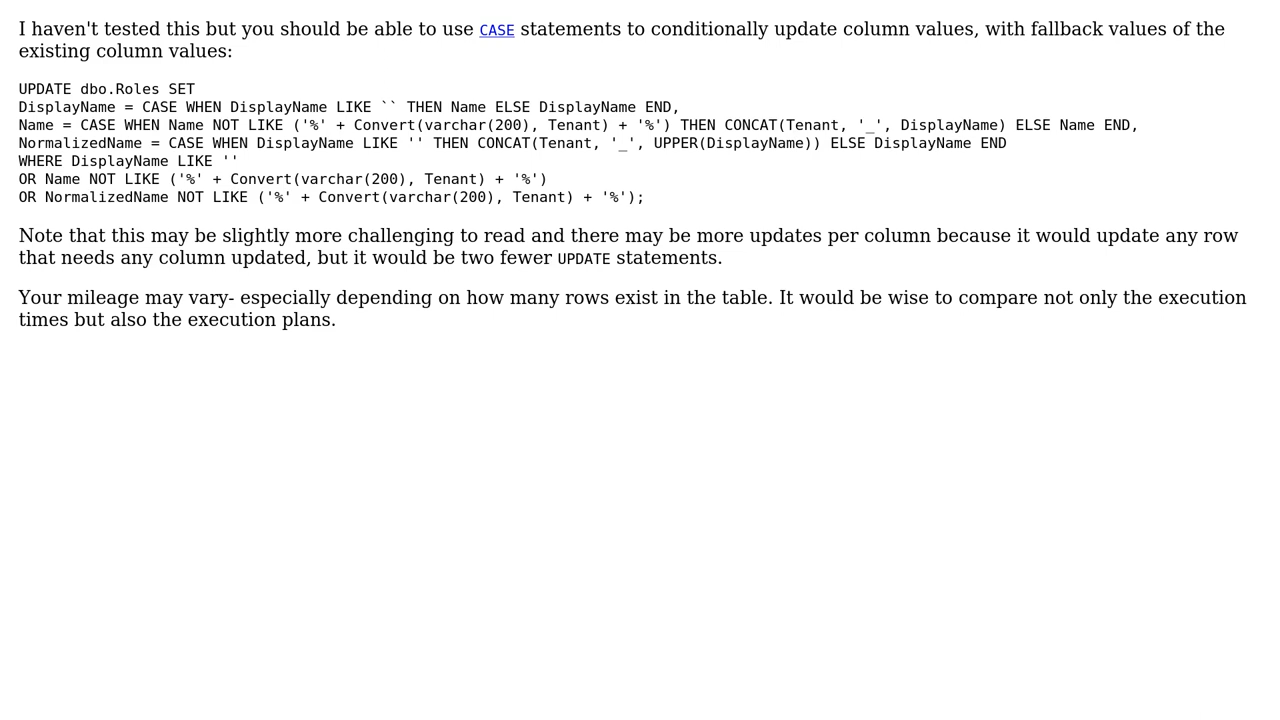 I haven't tested this but you should be able to use CASE statements to conditionally update column values, with fallback values of the
existing column values:
UPDATE dbo.Roles SET
DisplayName = CASE WHEN DisplayName LIKE `` THEN Name ELSE DisplayName END,
Name = CASE WHEN Name NOT LIKE ('%' + Convert(varchar(200), Tenant) + '%') THEN CONCAT(Tenant, '_', DisplayName) ELSE Name END,
NormalizedName = CASE WHEN DisplayName LIKE '' THEN CONCAT(Tenant, '_', UPPER(DisplayName)) ELSE DisplayName END
WHERE DisplayName LIKE ''
OR Name NOT LIKE ('%' + Convert(varchar(200), Tenant) + '%')
OR NormalizedName NOT LIKE ('%' + Convert(varchar(200), Tenant) + '%');
Note that this may be slightly more challenging to read and there may be more updates per column because it would update any row
that needs any column updated, but it would be two fewer UPDATE statements.
Your mileage may vary- especially depending on how many rows exist in the table. It would be wise to compare not only the execution
times but also the execution plans.